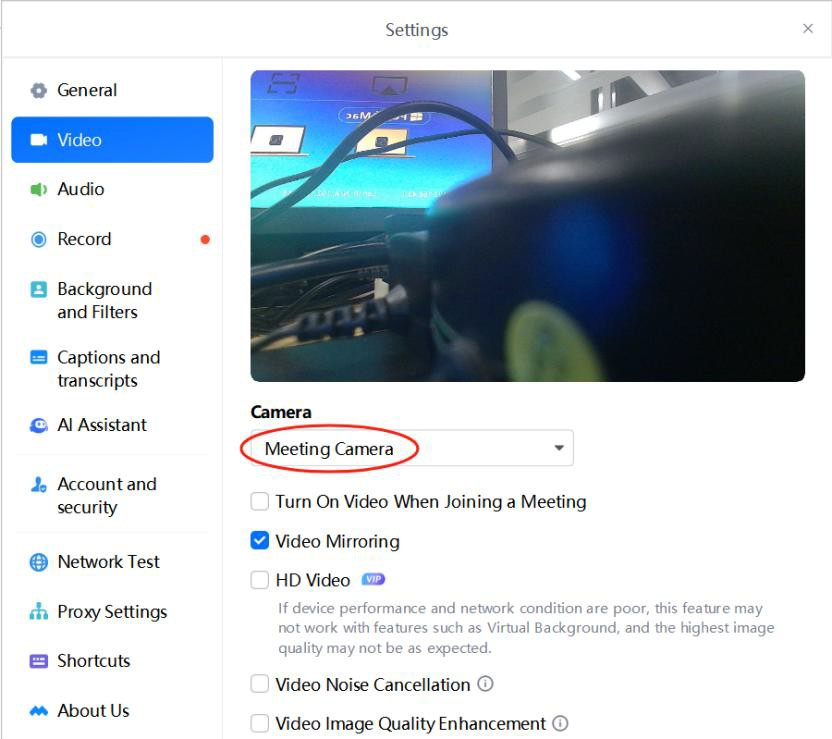 Settings
General
Video
Audio
Record
Background
and Filters
Captions and
transcripts
AI Assistant
Account and
security
Network Test
Proxy Settings
Shortcuts
About Us
Camera
Meeting Camera
Turn On Video When Joining a Meeting
Video Mirroring
HD Video VIP
If device performance and network condition are poor, this feature may
not work with features such as Virtual Background, and the highest image
quality may not be as expected.
Video Noise Cancellation
Video Image Quality Enhancement